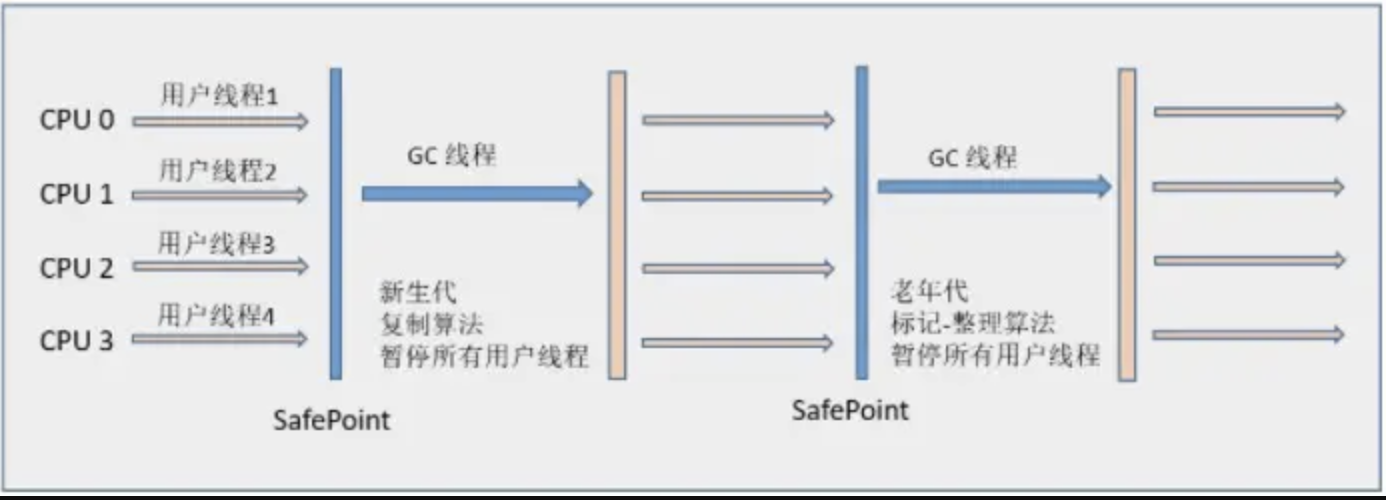 用户线程1
CPU 0
GC 线程
GC 线程
用户线程2
CPU 1
用户线程3
CPU 2
新生代
复制算法
暂停所有用户线程
老年代
标记-整理算法
暂停所有用户线程
用户线程4
CPU 3
SafePoint
SafePoint